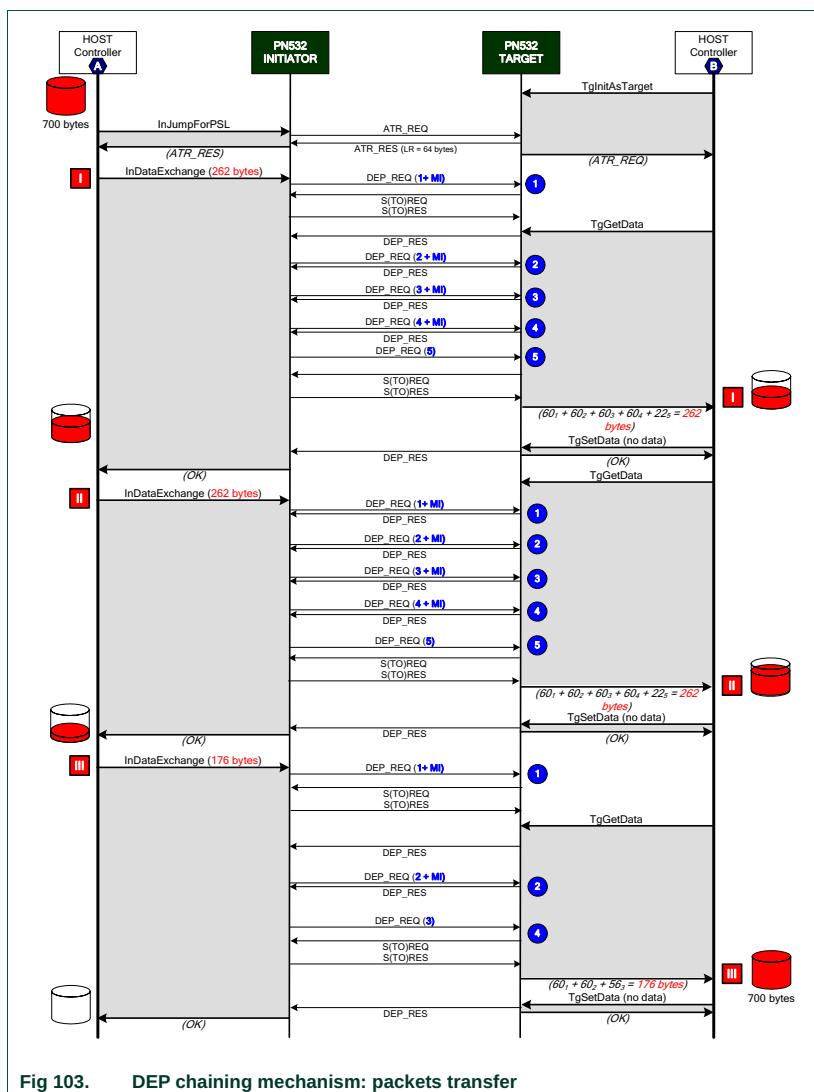 HOST
Controller
A
PN532
INITIATOR
PN532
TARGET
HOST
Controller
B
TgInitAsTarget
700 bytes
InJumpForPSL
ATR_REQ
(ATR_RES)
ATR_RES (LR = 64 bytes)
(ATR_REQ)
I
InDataExchange (262 bytes)
DEP_REQ (1+ MI)
1
S(TO)REQ
S(TO)RES
TgGetData
DEP_RES
DEP_REQ (2 + MI)
2
DEP_RES
DEP_REQ (3 + MI)
3
DEP_RES
DEP_REQ (4 + MI)
4
DEP_RES
DEP_REQ (5)
5
S(TO)REQ
S(TO)RES
I
(60₁ + 60₂ + 60₃ + 60₄ + 22₅ = 262
bytes)
TgSetData (no data)
DEP_RES
(OK)
(OK)
TgGetData
II
InDataExchange (262 bytes)
DEP_REQ (1+ MI)
1
DEP_RES
DEP_REQ (2 + MI)
2
DEP_RES
DEP_REQ (3 + MI)
3
DEP_RES
DEP_REQ (4 + MI)
4
DEP_RES
DEP_REQ (5)
5
S(TO)REQ
S(TO)RES
II
(60₁ + 60₂ + 60₃ + 60₄ + 22₅ = 262
bytes)
TgSetData (no data)
DEP_RES
(OK)
(OK)
III
InDataExchange (176 bytes)
DEP_REQ (1+ MI)
1
S(TO)REQ
S(TO)RES
TgGetData
DEP_RES
DEP_REQ (2 + MI)
2
DEP_RES
DEP_REQ (3)
4
S(TO)REQ
S(TO)RES
III
700 bytes
(60₁ + 60₂ + 56₃ = 176 bytes)
TgSetData (no data)
DEP_RES
(OK)
(OK)
Fig 103. DEP chaining mechanism: packets transfer